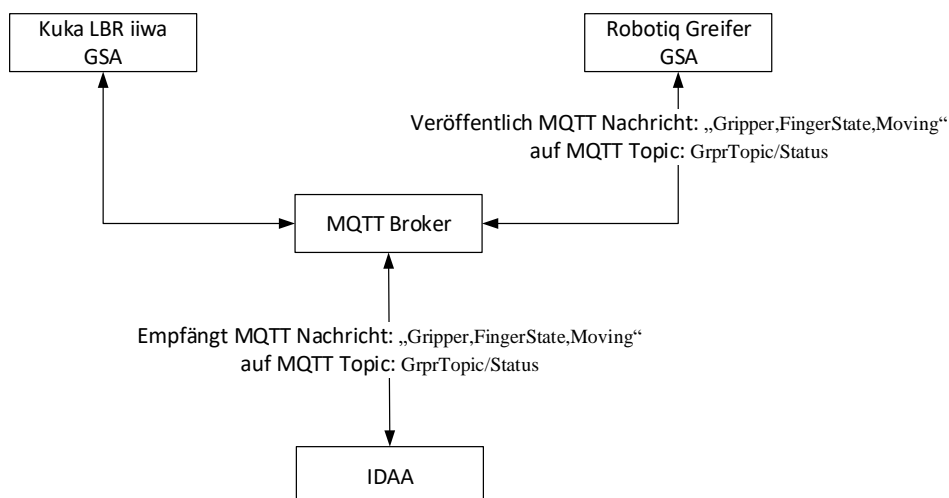 Kuka LBR iiwa
GSA
Robotiq Greifer
GSA
Veröffentlich MQTT Nachricht: „Gripper,FingerState,Moving“
auf MQTT Topic: GrprTopic/Status
MQTT Broker
Empfängt MQTT Nachricht: „Gripper,FingerState,Moving“
auf MQTT Topic: GrprTopic/Status
IDAA